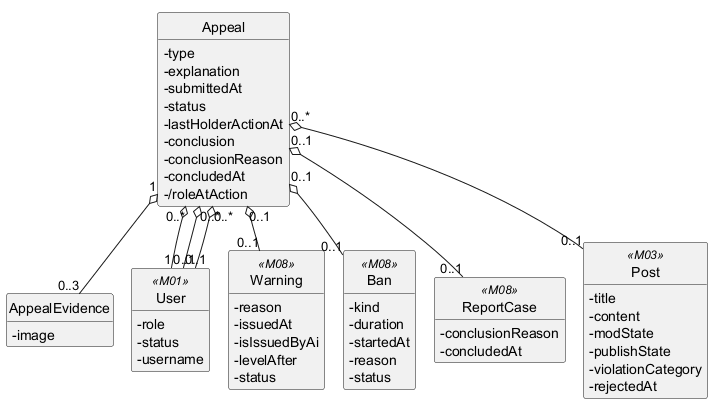 Appeal
-type
-explanation
-submittedAt
-status
-lastHolderActionAt
-conclusion
-conclusionReason
-concludedAt
-/roleAtAction
0..*
0..1
0..1
1
0..*
0..1
0..3
0..1
0..1
0..1
0..1
AppealEvidence
-image
«M01»
User
-role
-status
-username
«M08»
Warning
-reason
-issuedAt
-isIssuedByAi
-levelAfter
-status
«M08»
Ban
-kind
-duration
-startedAt
-reason
-status
«M08»
ReportCase
-conclusionReason
-concludedAt
«M03»
Post
-title
-content
-modState
-publishState
-violationCategory
-rejectedAt